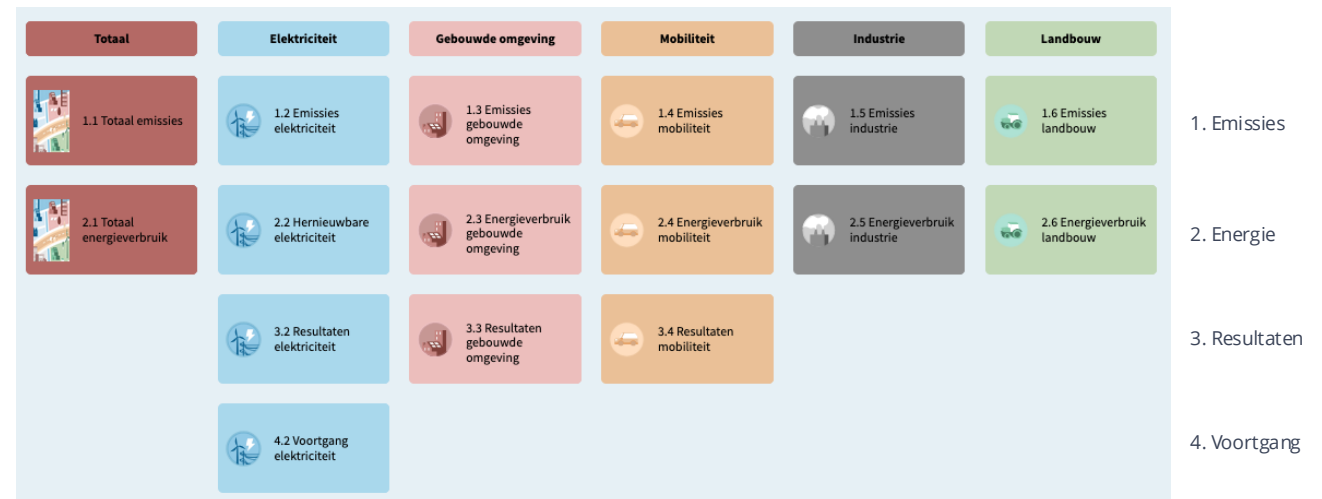 Totaal
Elektriciteit
Gebouwde omgeving
Mobiliteit
Industrie
Landbouw
1.1 Totaal emissies
1.2 Emissies
elektriciteit
1.3 Emissies
gebouwde
omgeving
1.4 Emissies
mobiliteit
1.5 Emissies
industrie
1.6 Emissies
landbouw
1. Emissies
2.1 Totaal
energieverbruik
2.2 Hernieuwbare
elektriciteit
2.3 Energieverbruik
gebouwde
omgeving
2.4 Energieverbruik
mobiliteit
2.5 Energieverbruik
industrie
2.6 Energieverbruik
landbouw
2. Energie
3.2 Resultaten
elektriciteit
3.3 Resultaten
gebouwde
omgeving
3.4 Resultaten
mobiliteit
3. Resultaten
4.2 Voortgang
elektriciteit
4. Voortgang